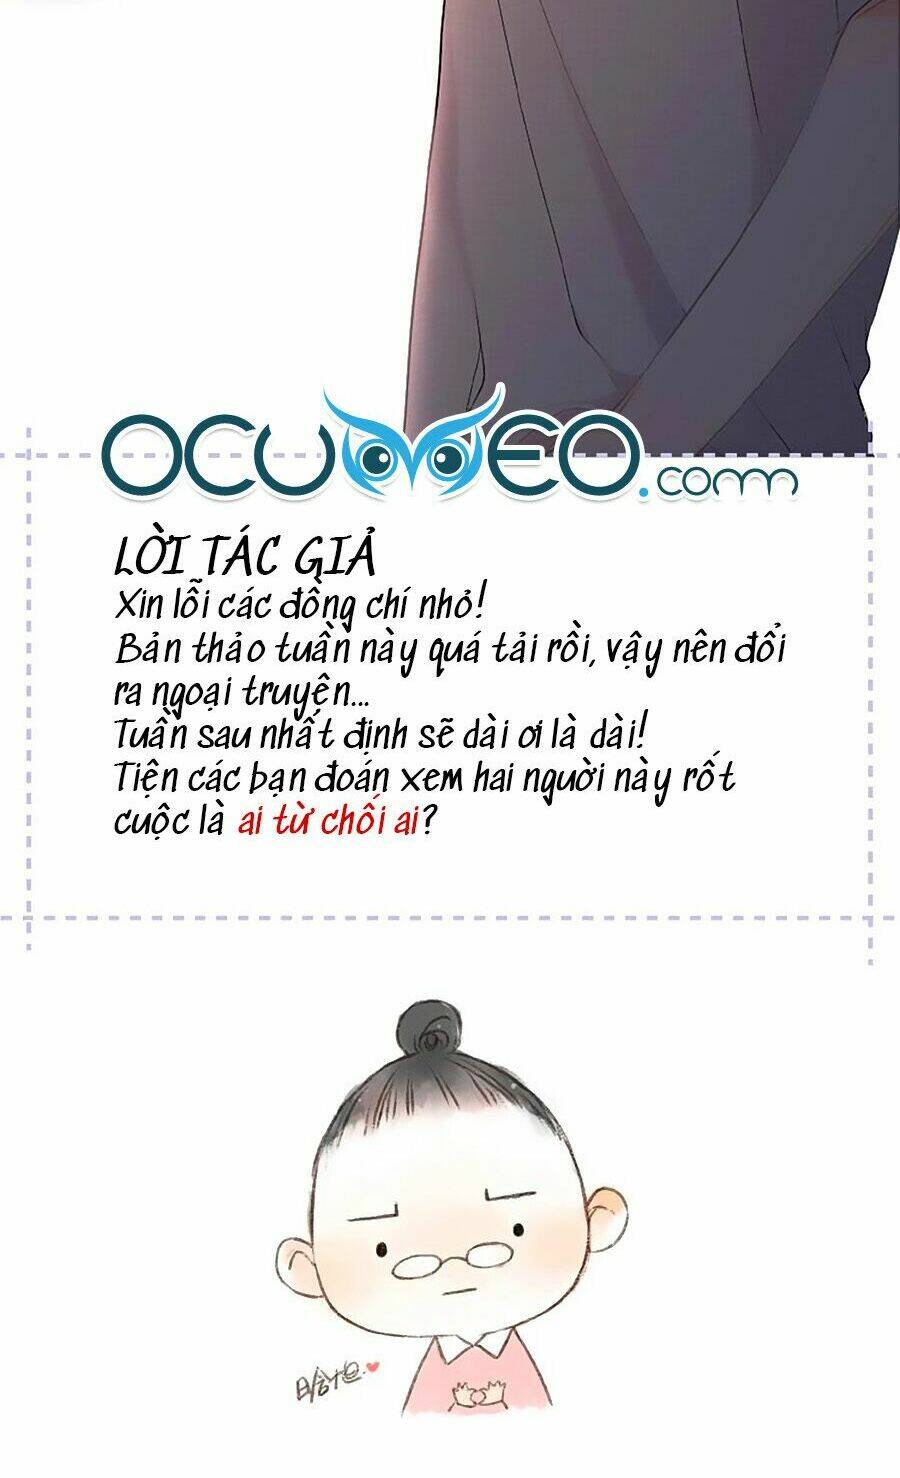 OCUMEO.com
LỜI TÁC GIẢ
Xin lỗi các đồng chí nhỏ!
Bản thảo tuần này quá tải rồi, vậy nên đổi
ra ngoại truyện...
Tuần sau nhất định sẽ dài ơi là dài!
Tiện các bạn đoán xem hai người này rốt
cuộc là ai từ chối ai?